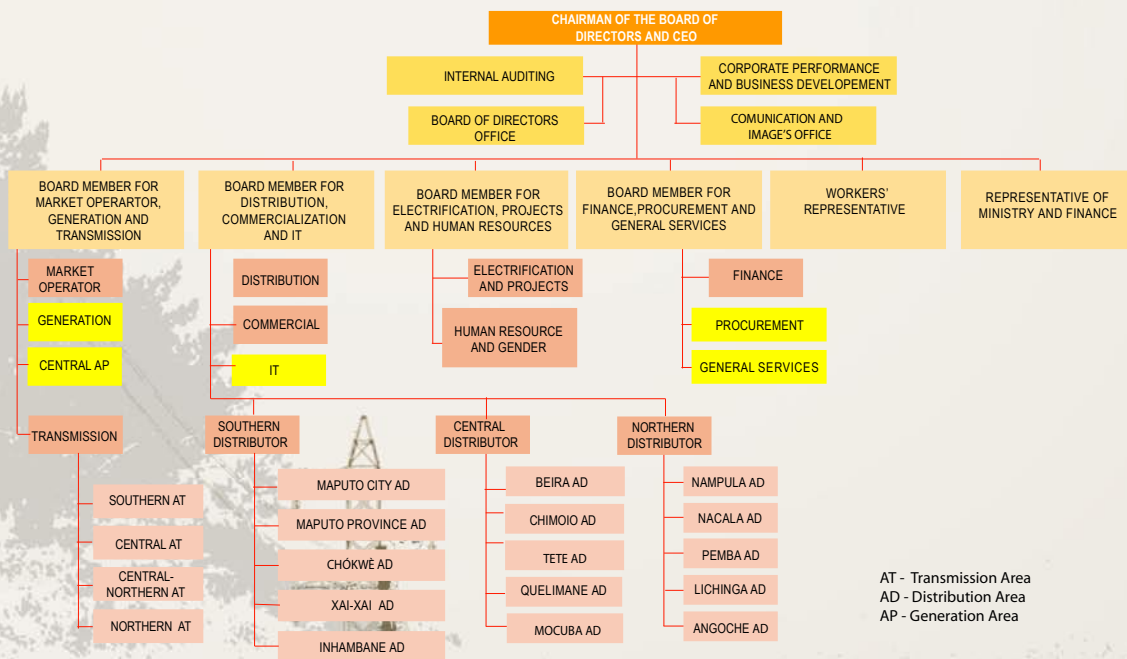 CHAIRMAN OF THE BOARD OF
DIRECTORS AND CEO
INTERNAL AUDITING
CORPORATE PERFORMANCE
AND BUSINESS DEVELOPEMENT
BOARD OF DIRECTORS
OFFICE
COMUNICATION AND
IMAGE'S OFFICE
BOARD MEMBER FOR
MARKET OPERARTOR,
GENERATION AND
TRANSMISSION
BOARD MEMBER FOR
DISTRIBUTION,
COMMERCIALIZATION
AND IT
BOARD MEMBER FOR
ELECTRIFICATION, PROJECTS
AND HUMAN RESOURCES
BOARD MEMBER FOR
FINANCE,PROCUREMENT AND
GENERAL SERVICES
WORKERS'
REPRESENTATIVE
REPRESENTATIVE OF
MINISTRY AND FINANCE
MARKET
OPERATOR
GENERATION
CENTRAL AP
TRANSMISSION
SOUTHERN AT
CENTRAL AT
CENTRAL-
NORTHERN AT
NORTHERN AT
DISTRIBUTION
COMMERCIAL
IT
ELECTRIFICATION
AND PROJECTS
HUMAN RESOURCE
AND GENDER
FINANCE
PROCUREMENT
GENERAL SERVICES
SOUTHERN
DISTRIBUTOR
MAPUTO CITY AD
MAPUTO PROVINCE AD
CHÓKWÈ AD
XAI-XAI AD
INHAMBANE AD
CENTRAL
DISTRIBUTOR
BEIRA AD
CHIMOIO AD
TETE AD
QUELIMANE AD
MOCUBA AD
NORTHERN
DISTRIBUTOR
NAMPULA AD
NACALA AD
PEMBA AD
LICHINGA AD
ANGOCHE AD
AT - Transmission Area
AD - Distribution Area
AP - Generation Area